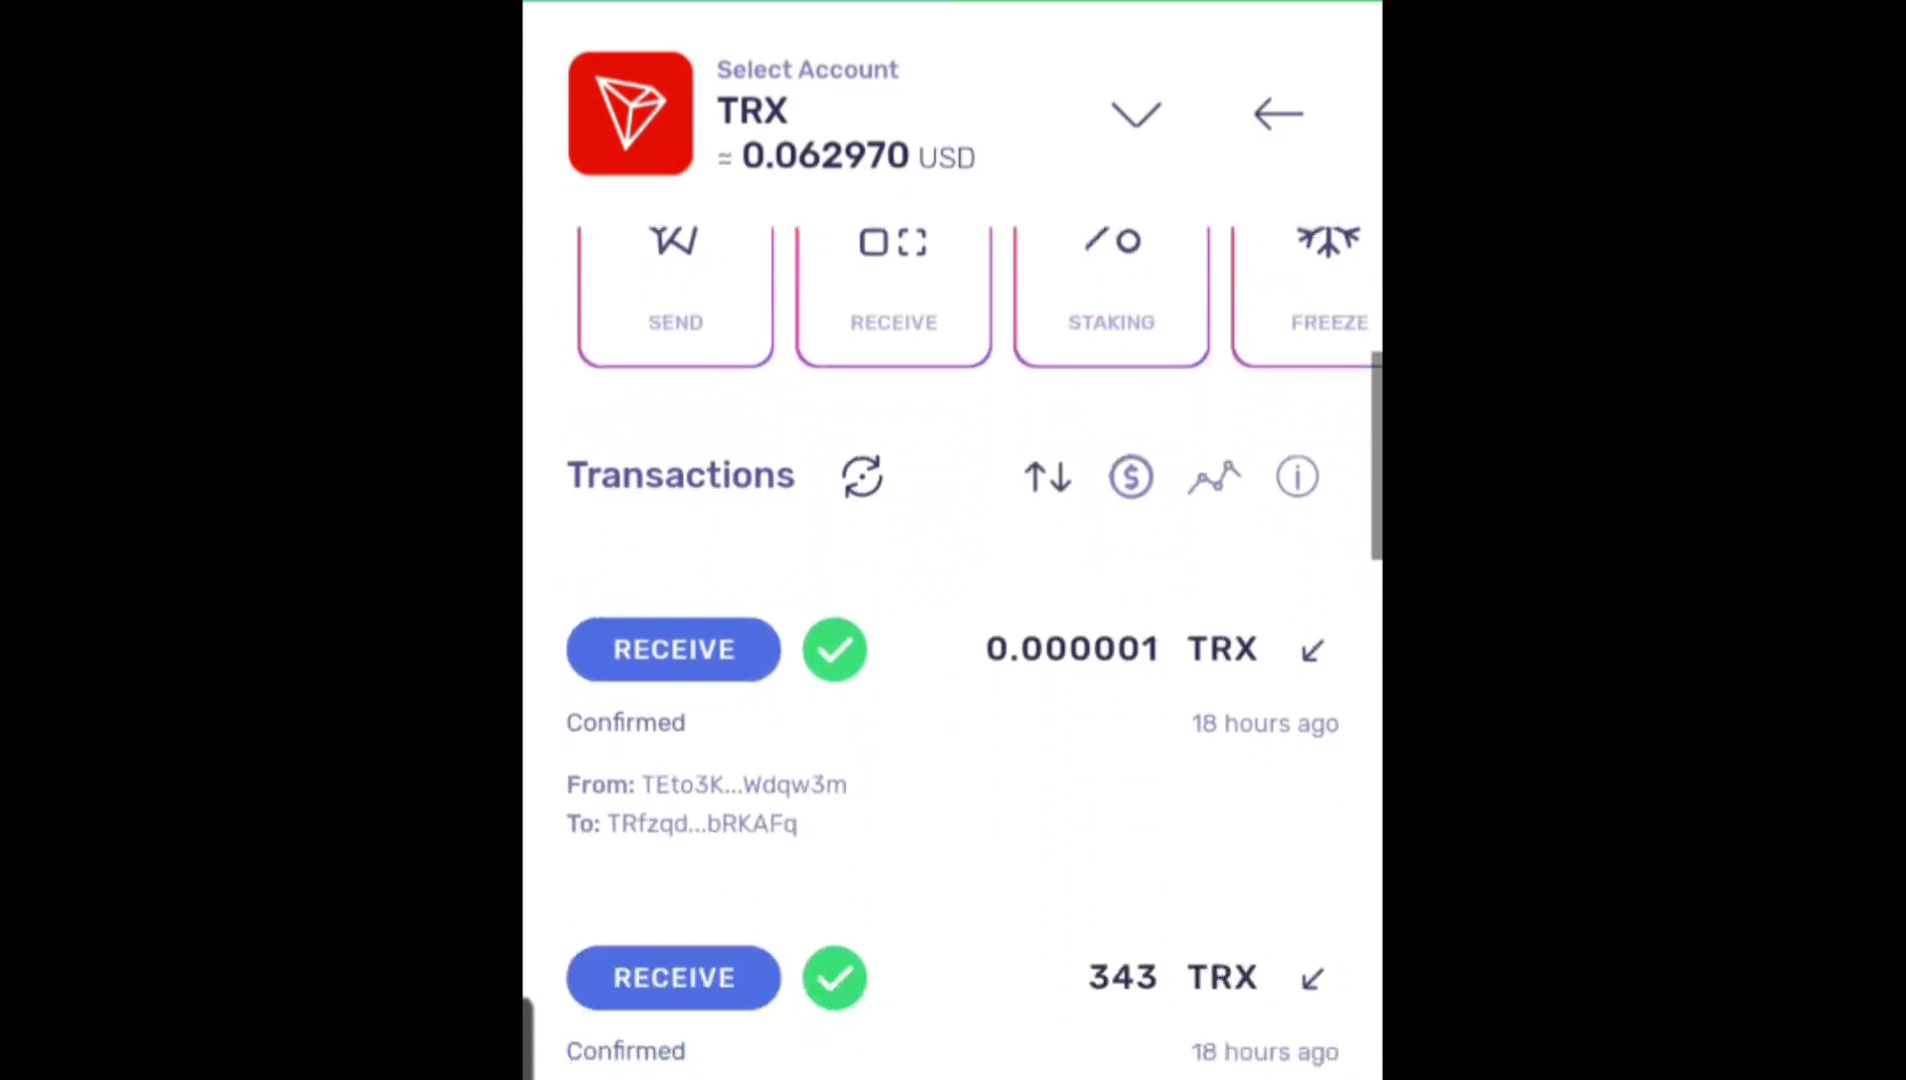 Select Account
TRX
≈ 0.062970 USD
SEND
RECEIVE
STAKING
FREEZE
Transactions
RECEIVE 0.000001 TRX
Confirmed 18 hours ago
From: TEto3K...Wdqw3m
To: TRfzqd...bRKAFq
RECEIVE 343 TRX
Confirmed 18 hours ago